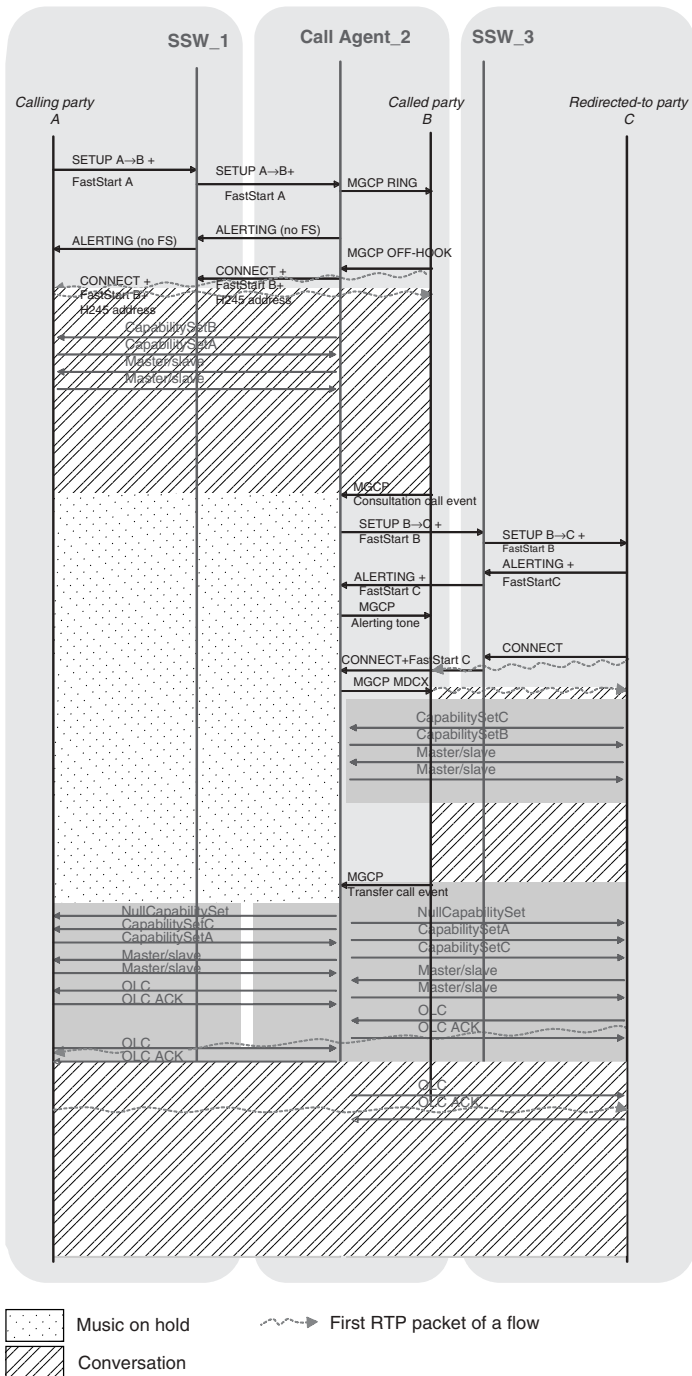 SSW_1
Call Agent_2
SSW_3
Calling party
A
Called party
B
Redirected-to party
C
SETUP A→B +
FastStart A
SETUP A→B+
FastStart A
MGCP RING
ALERTING (no FS)
ALERTING (no FS)
MGCP OFF-HOOK
CONNECT +
FastStart B+
H245 address
CONNECT +
FastStart B+
H245 address
CapabilitySetB
CapabilitySetA
Master/slave
Master/slave
MGCP
Consultation call event
SETUP B→C +
FastStart B
SETUP B→C +
FastStart B
ALERTING +
FastStartC
ALERTING +
FastStart C
MGCP
Alerting tone
CONNECT
CONNECT+FastStart C
MGCP MDCX
CapabilitySetC
CapabilitySetB
Master/slave
Master/slave
MGCP
Transfer call event
NullCapabilitySet
CapabilitySetC
CapabilitySetA
Master/slave
Master/slave
OLC
OLC ACK
OLC
OLC ACK
NullCapabilitySet
CapabilitySetA
CapabilitySetC
Master/slave
Master/slave
OLC
OLC ACK
OLC
OLC ACK
Music on hold
First RTP packet of a flow
Conversation